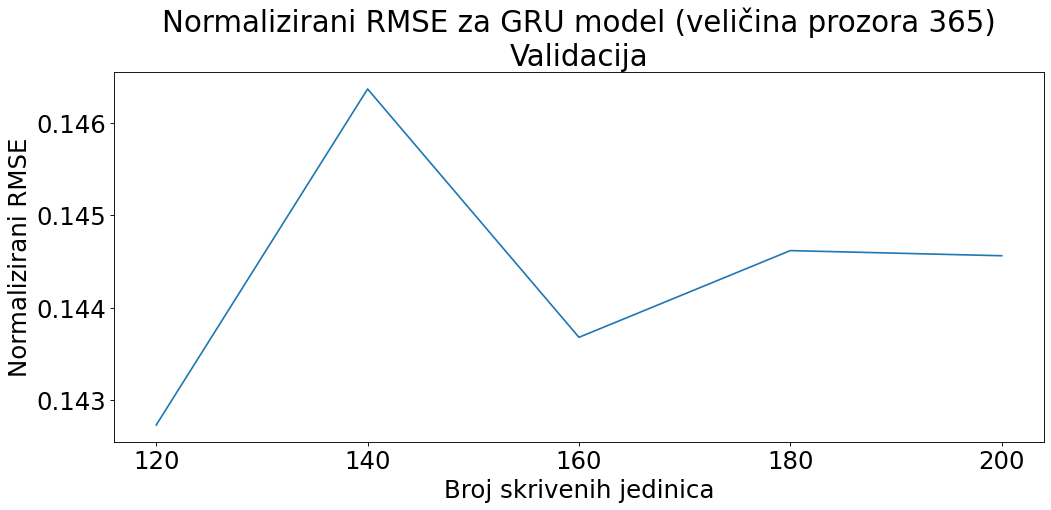 Normalizirani RMSE za GRU model (veličina prozora 365)
Validacija
Normalizirani RMSE
0.146
0.145
0.144
0.143
120 140 160 180 200
Broj skrivenih jedinica